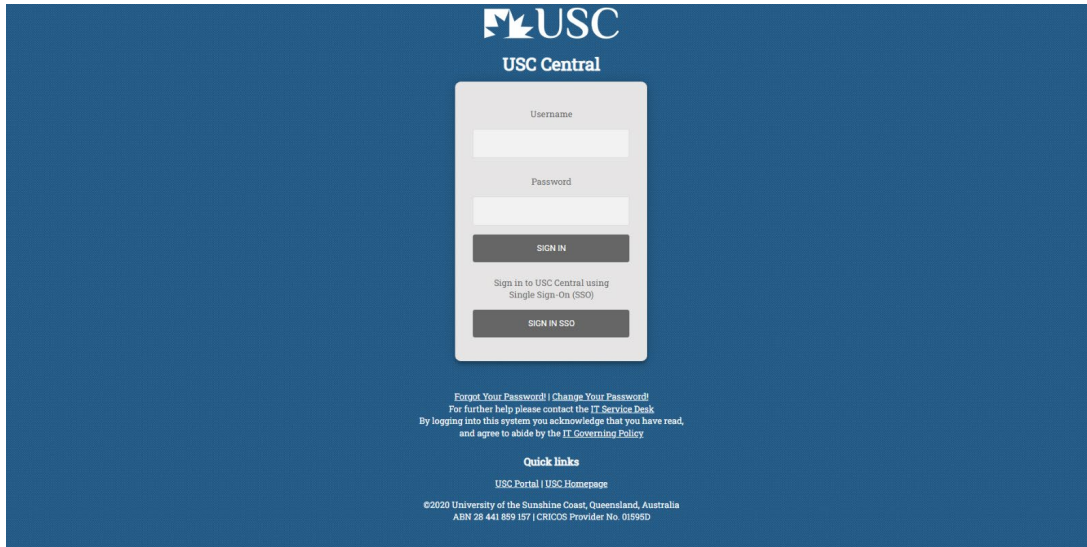 USC
USC Central
Username
Password
SIGN IN
Sign in to USC Central using
Single Sign-On (SSO)
SIGN IN SSO
Forgot Your Password! | Change Your Password!
For further help please contact the IT Service Desk
By logging into this system you acknowledge that you have read,
and agree to abide by the IT Governing Policy
Quick links
USC Portal | USC Homepage
©2020 University of the Sunshine Coast, Queensland, Australia
ABN 28 441 859 157 | CRICOS Provider No. 01595D